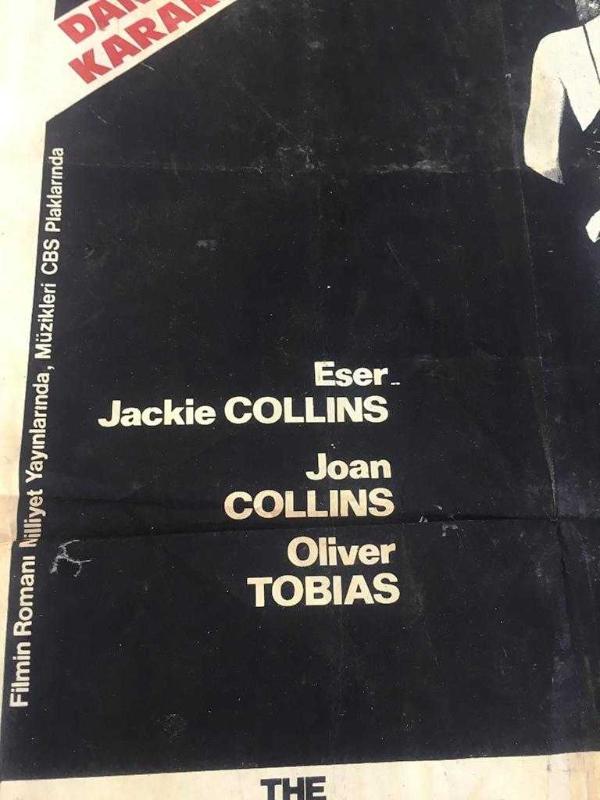 Filmin Romanı Milliyet Yayınlarında, Müzikleri CBS Plaklarında
Eser..
Jackie COLLINS
Joan
COLLINS
Oliver
TOBIAS
THE